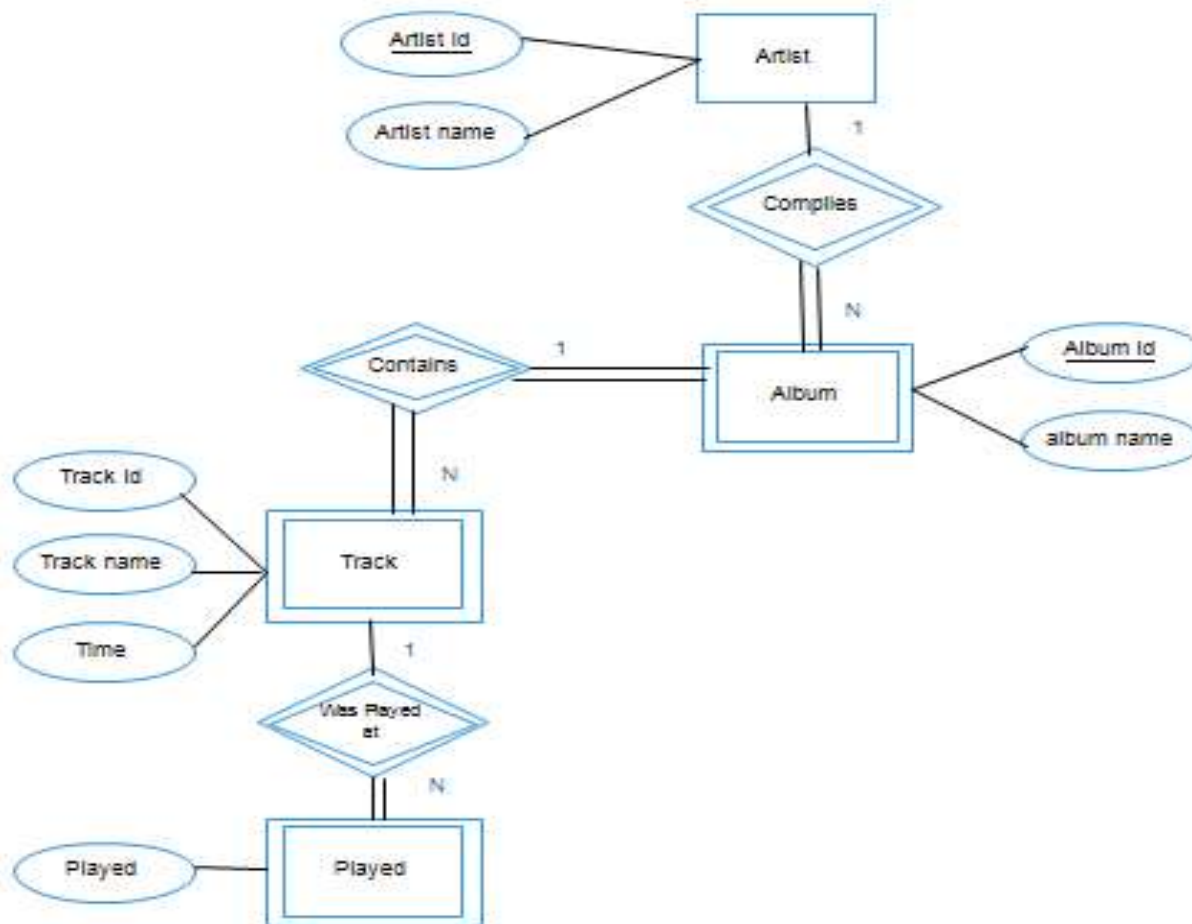 Artist id
Artist
Artist name
1
Complies
N
Contains
1
Album id
Album
album name
N
Track id
Track name
Track
Time
1
Was Played
at
N
Played
Played